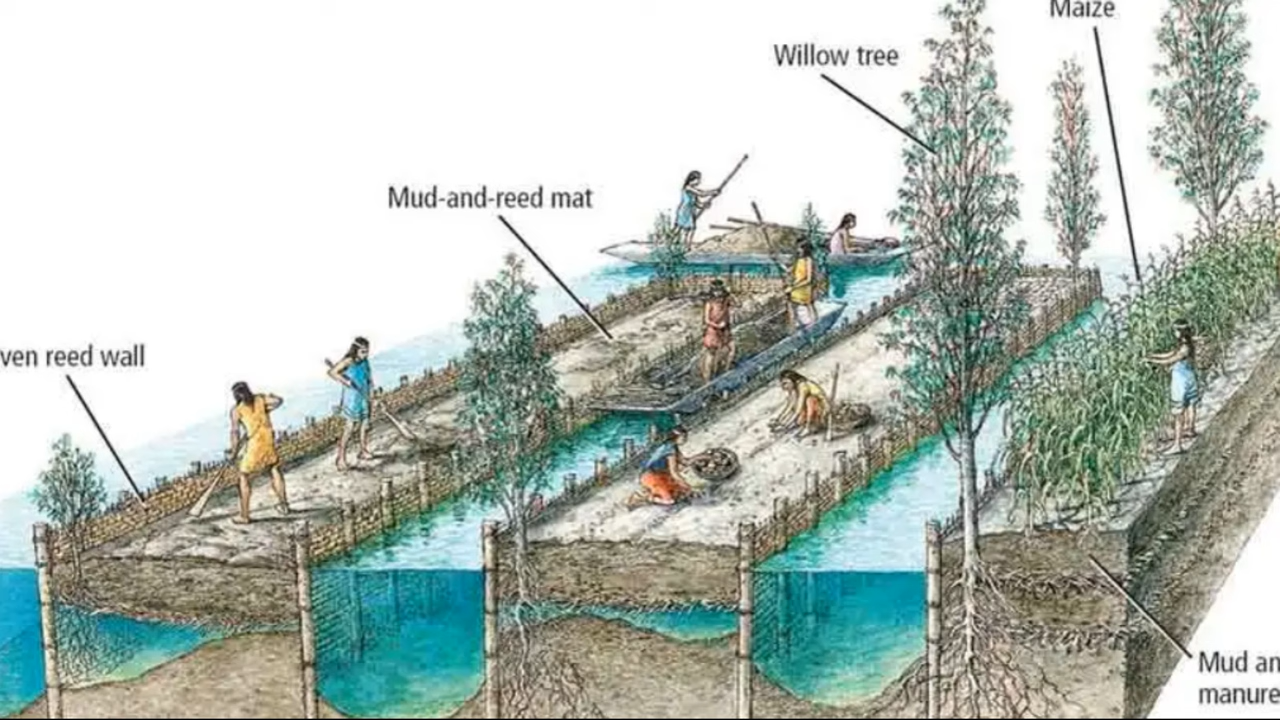 Maize
Willow tree
Mud-and-reed mat
ven reed wall
Mud an
manure